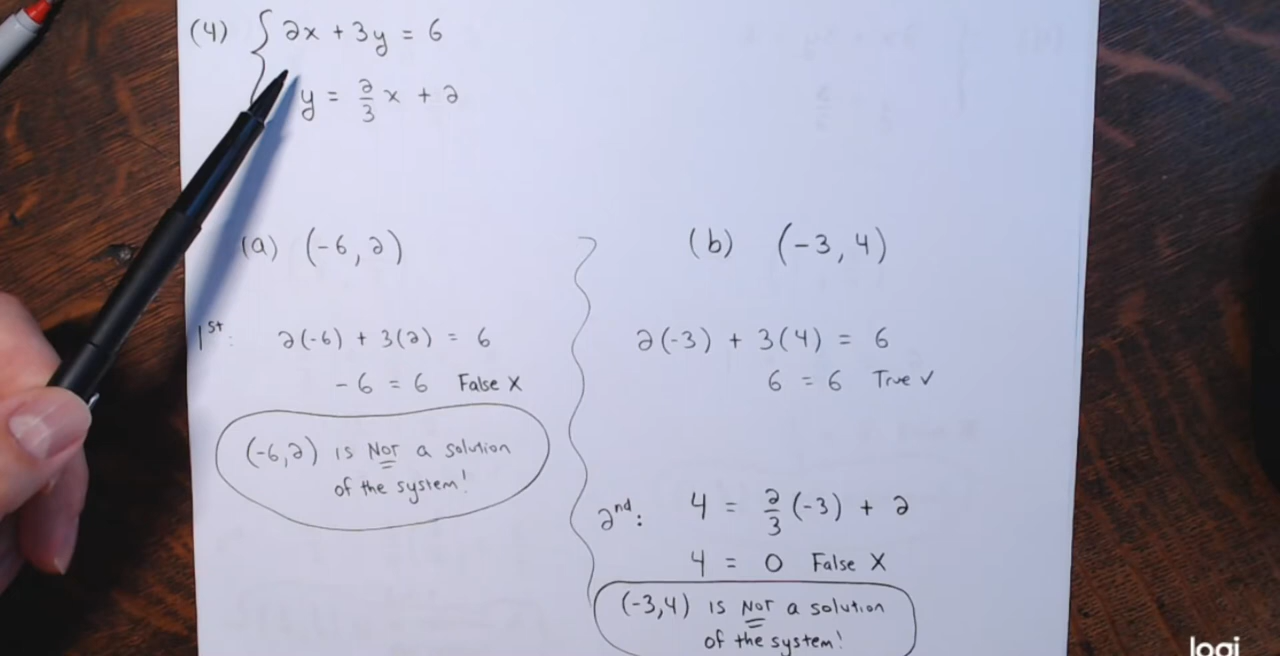 (4) { 2x + 3y = 6
y = 2/3 x + 2
(a) (-6, 2)
1st: 2(-6) + 3(2) = 6
-6 = 6 False X
(-6,2) is NOT a solution
of the system!
(b) (-3, 4)
2(-3) + 3(4) = 6
6 = 6 True ✓
2nd: 4 = 2/3 (-3) + 2
4 = 0 False X
(-3,4) is NOT a solution
of the system!
logi